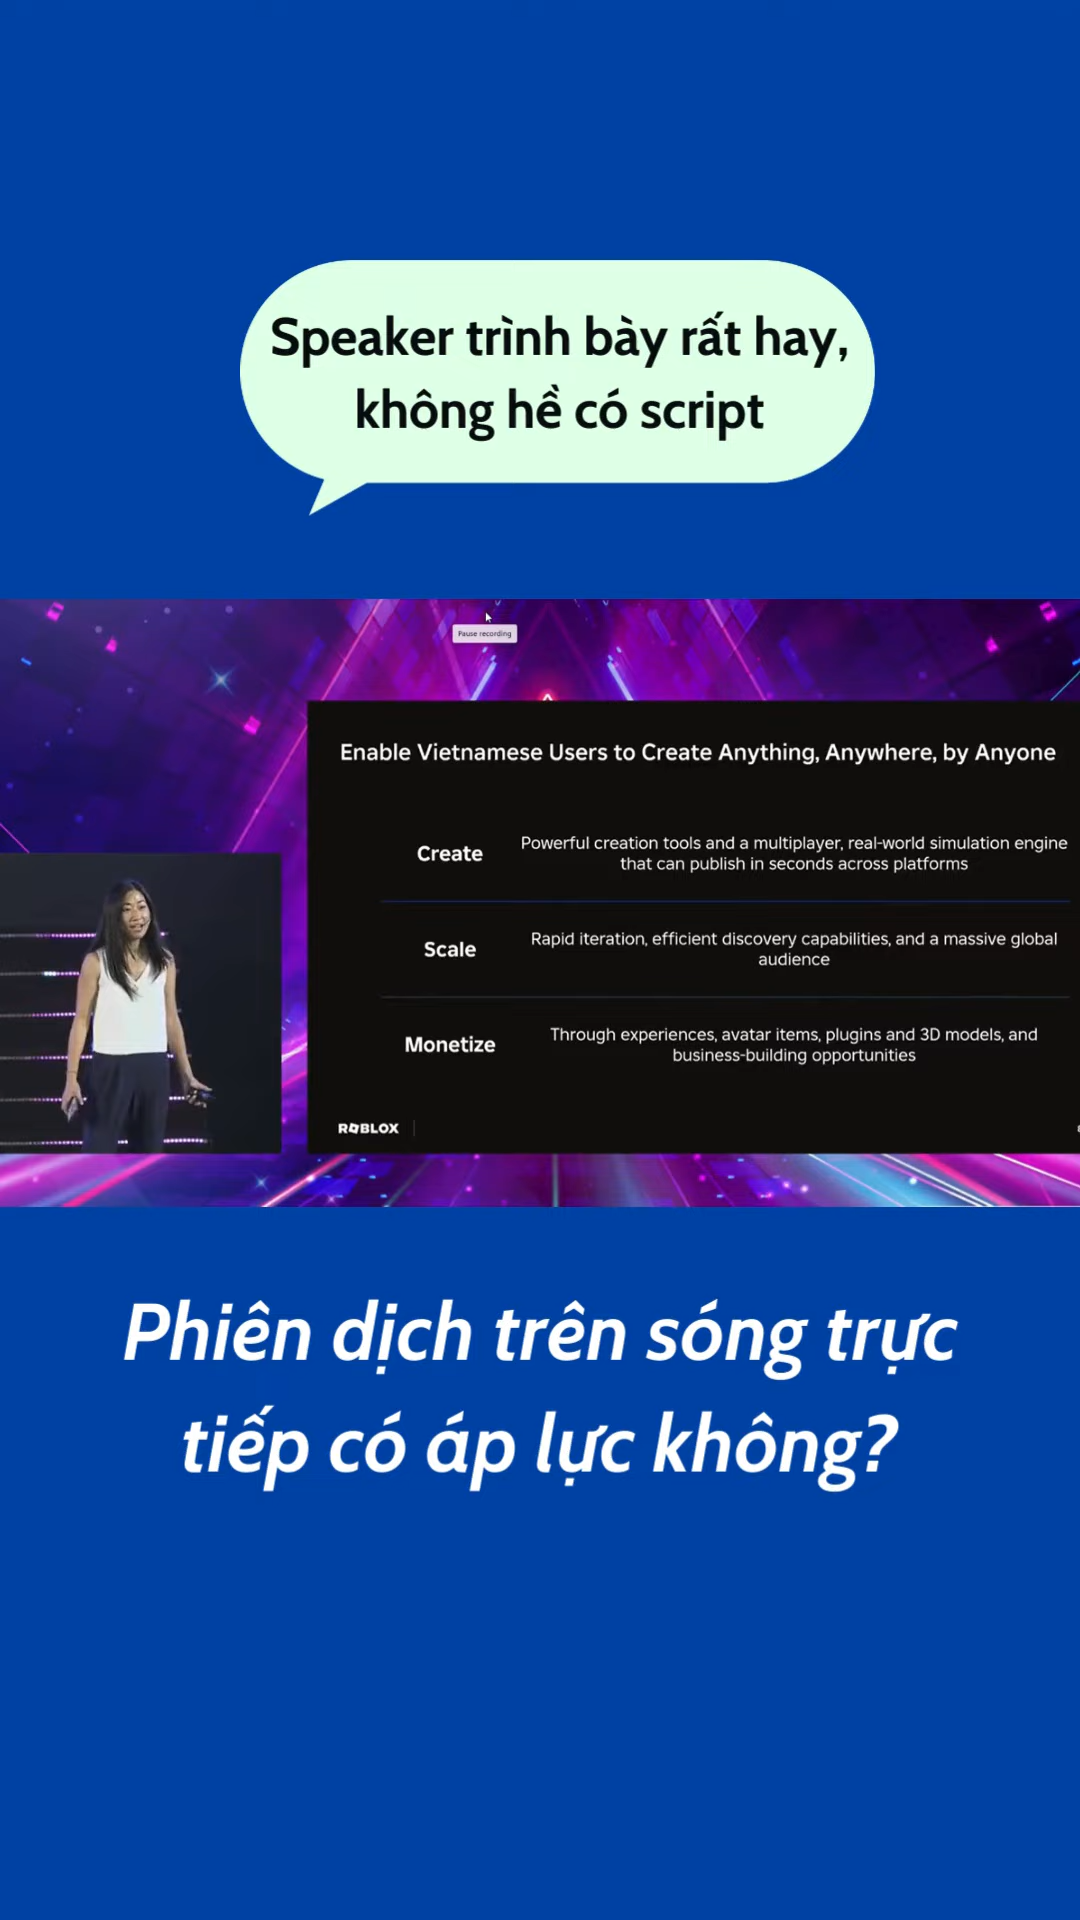 Speaker trình bày rất hay,
không hề có script
Pause recording
Enable Vietnamese Users to Create Anything, Anywhere, by Anyone
Create
Powerful creation tools and a multiplayer, real-world simulation engine
that can publish in seconds across platforms
Scale
Rapid iteration, efficient discovery capabilities, and a massive global
audience
Monetize
Through experiences, avatar items, plugins and 3D models, and
business-building opportunities
ROBLOX
Phiên dịch trên sóng trực
tiếp có áp lực không?